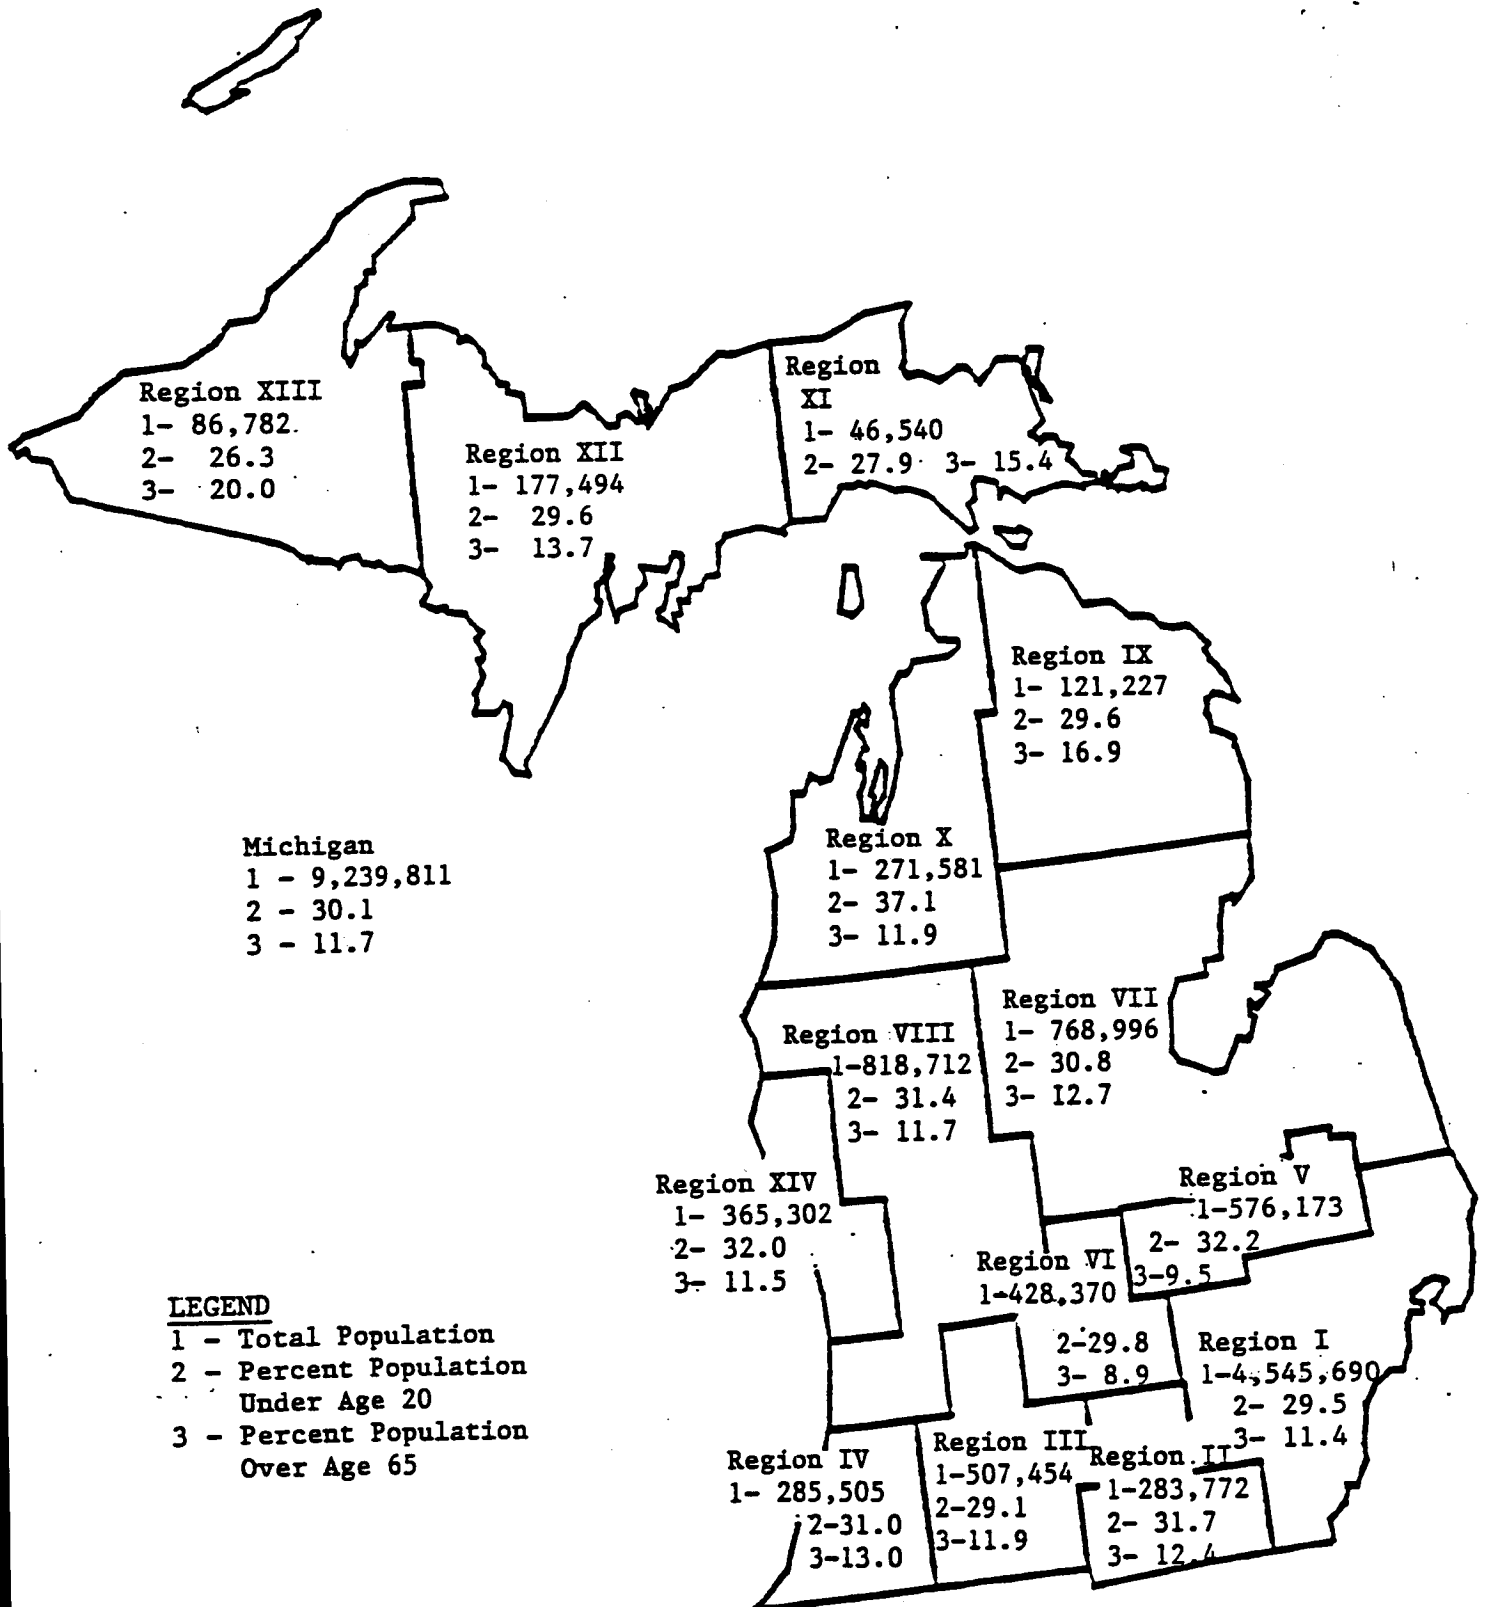 Region XIII
1- 86,782
2- 26.3
3- 20.0
Region XII
1- 177,494
2- 29.6
3- 13.7
Region
XI
1- 46,540
2- 27.9 3- 15.4
Region IX
1- 121,227
2- 29.6
3- 16.9
Michigan
1 - 9,239,811
2 - 30.1
3 - 11.7
Region X
1- 271,581
2- 37.1
3- 11.9
Region VIII
1-818,712
2- 31.4
3- 11.7
Region VII
1- 768,996
2- 30.8
3- 12.7
Region XIV
1- 365,302
2- 32.0
3- 11.5
Region V
1-576,173
2- 32.2
3-9.5
Region VI
1-428,370
2-29.8
3- 8.9
LEGEND
1 - Total Population
2 - Percent Population
Under Age 20
3 - Percent Population
Over Age 65
Region I
1-4,545,690
2- 29.5
3- 11.4
Region IV
1- 285,505
2-31.0
3-13.0
Region III
1-507,454
2-29.1
3-11.9
Region II
1-283,772
2- 31.7
3- 12.4